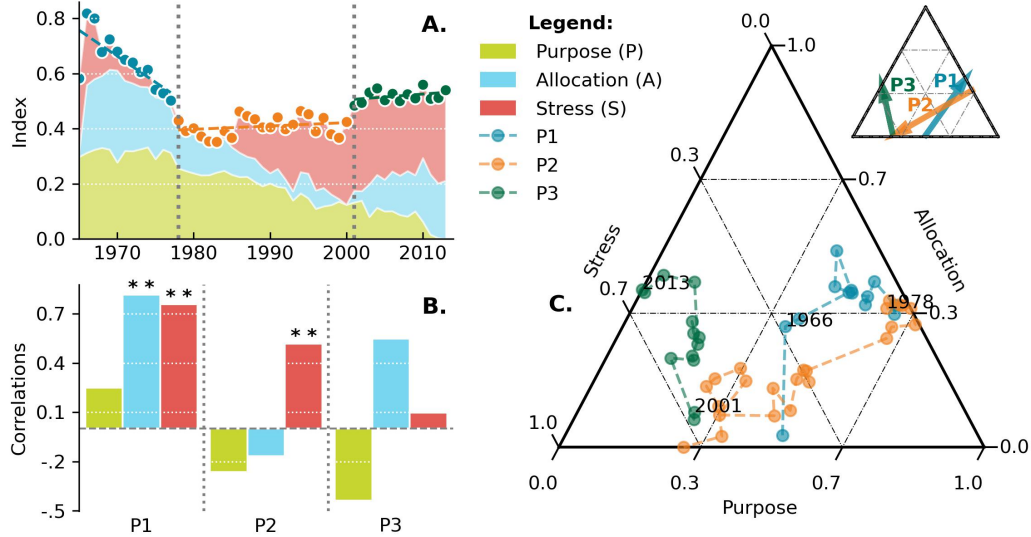 A.
0.8
0.6
0.4
0.2
0.0
Index
1970
1980
1990
2000
2010
Legend:
Purpose (P)
Allocation (A)
Stress (S)
P1
P2
P3
B.
0.7
0.4
0.1
-.2
-.5
Correlations
* *
* *
* *
P1
P2
P3
C.
0.0
1.0
0.3
0.7
0.7
0.3
1.0
0.0
0.0
0.3
0.7
1.0
Stress
Allocation
Purpose
2013
1966
1978
2001
P3
P1
P2